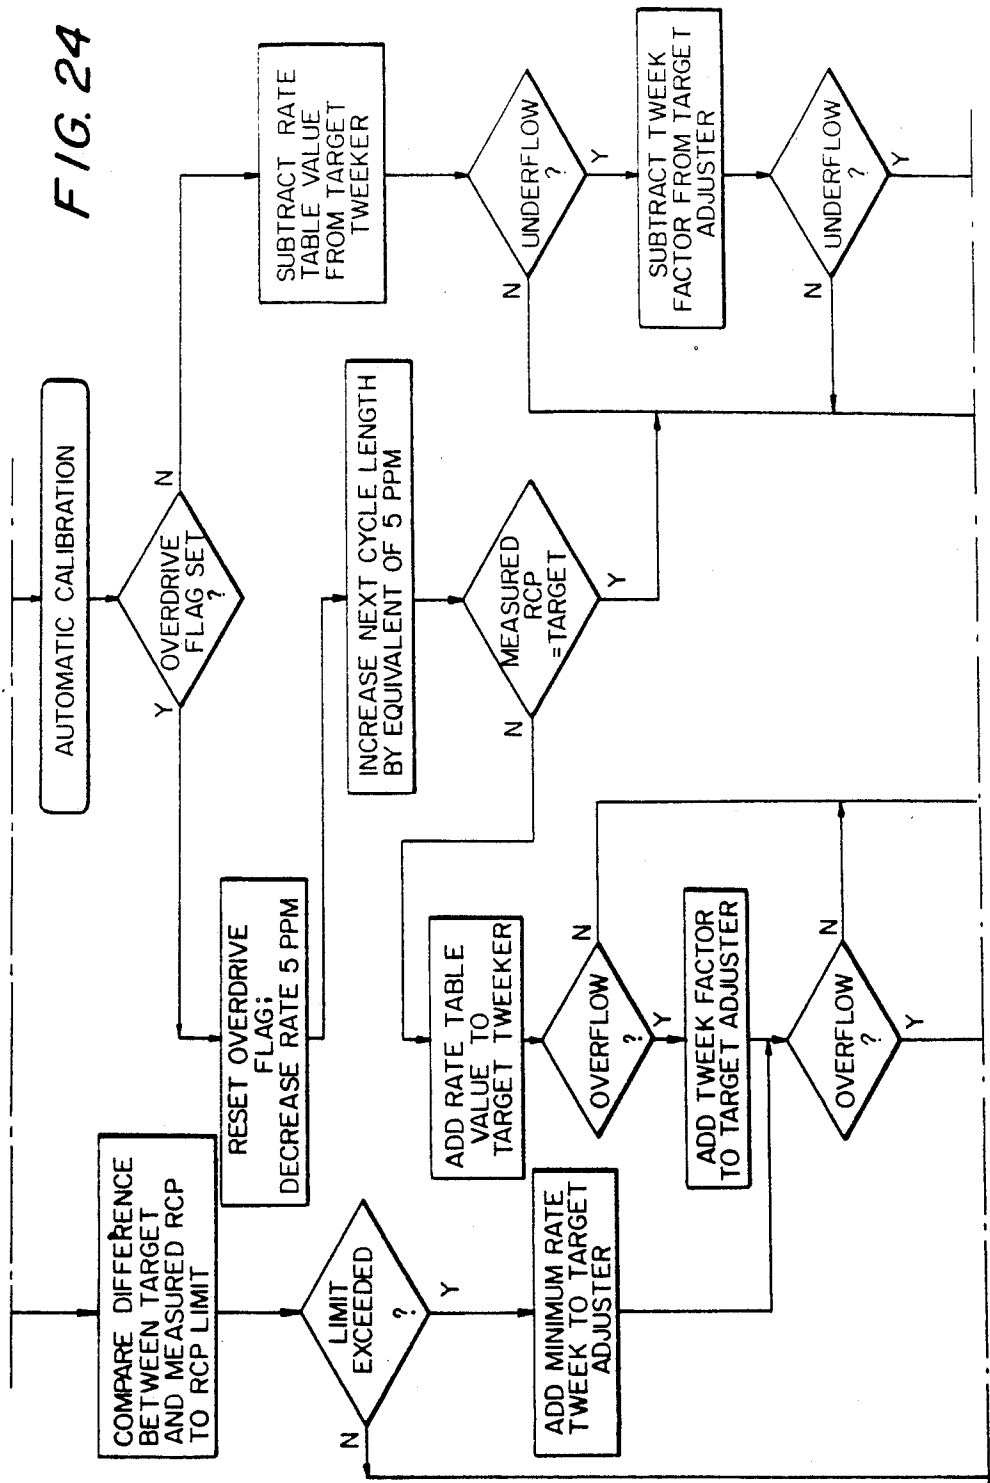 FIG. 24
AUTOMATIC CALIBRATION
OVERDRIVE
FLAG SET
?
Y
N
COMPARE DIFFERENCE
BETWEEN TARGET
AND MEASURED RCP
TO RCP LIMIT
LIMIT
EXCEEDED
?
N
Y
ADD MINIMUM RATE
TWEEK TO TARGET
ADJUSTER
RESET OVERDRIVE
FLAG;
DECREASE RATE 5 PPM
INCREASE NEXT CYCLE LENGTH
BY EQUIVALENT OF 5 PPM
MEASURED
RCP
=TARGET
N
Y
ADD RATE TABLE
VALUE TO
TARGET TWEEKER
OVERFLOW
?
N
Y
ADD TWEEK FACTOR
TO TARGET ADJUSTER
OVERFLOW
?
N
Y
SUBTRACT RATE
TABLE VALUE
FROM TARGET
TWEEKER
UNDERFLOW
?
N
Y
SUBTRACT TWEEK
FACTOR FROM TARGET
ADJUSTER
UNDERFLOW
?
N
Y